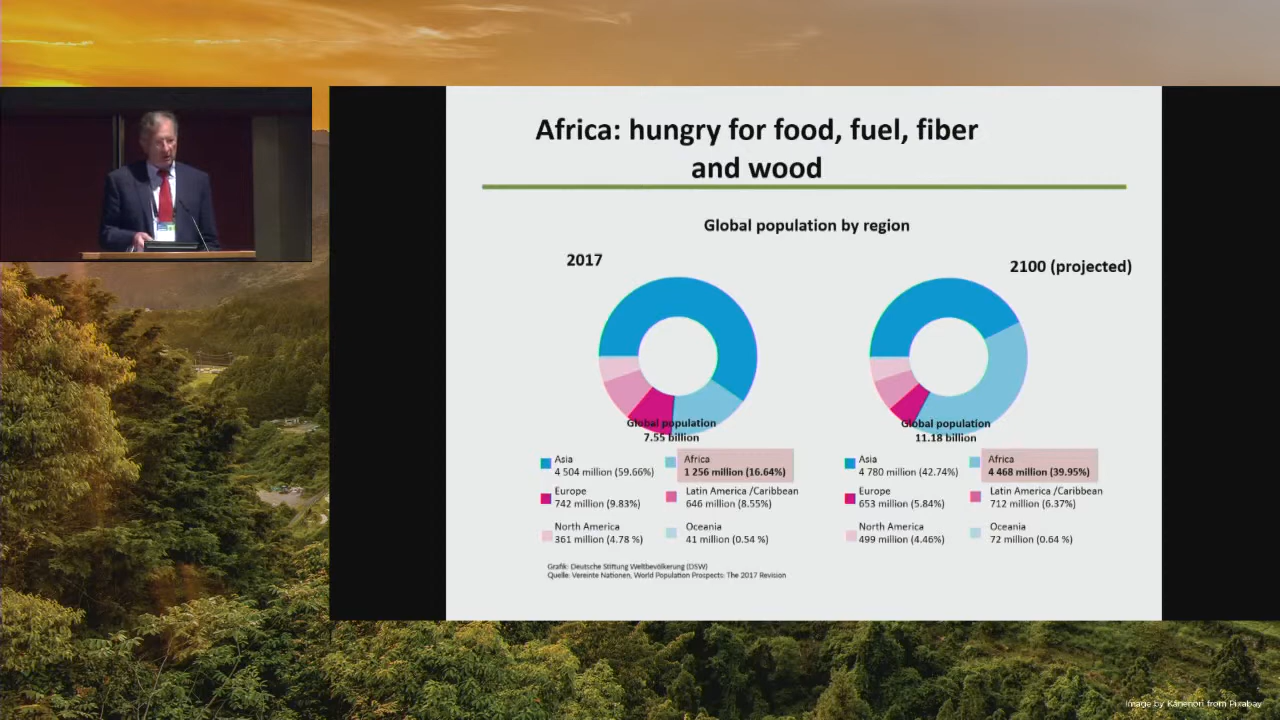 Africa: hungry for food, fuel, fiber
and wood
Global population by region
2017
2100 (projected)
Global population
7.55 billion
Global population
11.18 billion
Asia
4 504 million (59.66%)
Africa
1 256 million (16.64%)
Europe
742 million (9.83%)
Latin America /Caribbean
646 million (8.55%)
North America
361 million (4.78 %)
Oceania
41 million (0.54 %)
Asia
4 780 million (42.74%)
Africa
4 468 million (39.95%)
Europe
653 million (5.84%)
Latin America /Caribbean
712 million (6.37%)
North America
499 million (4.46%)
Oceania
72 million (0.64 %)
Grafik: Deutsche Stiftung Weltbevölkerung (DSW)
Quelle: Vereinte Nationen, World Population Prospects: The 2017 Revision
Image by Kanenori from Pixabay